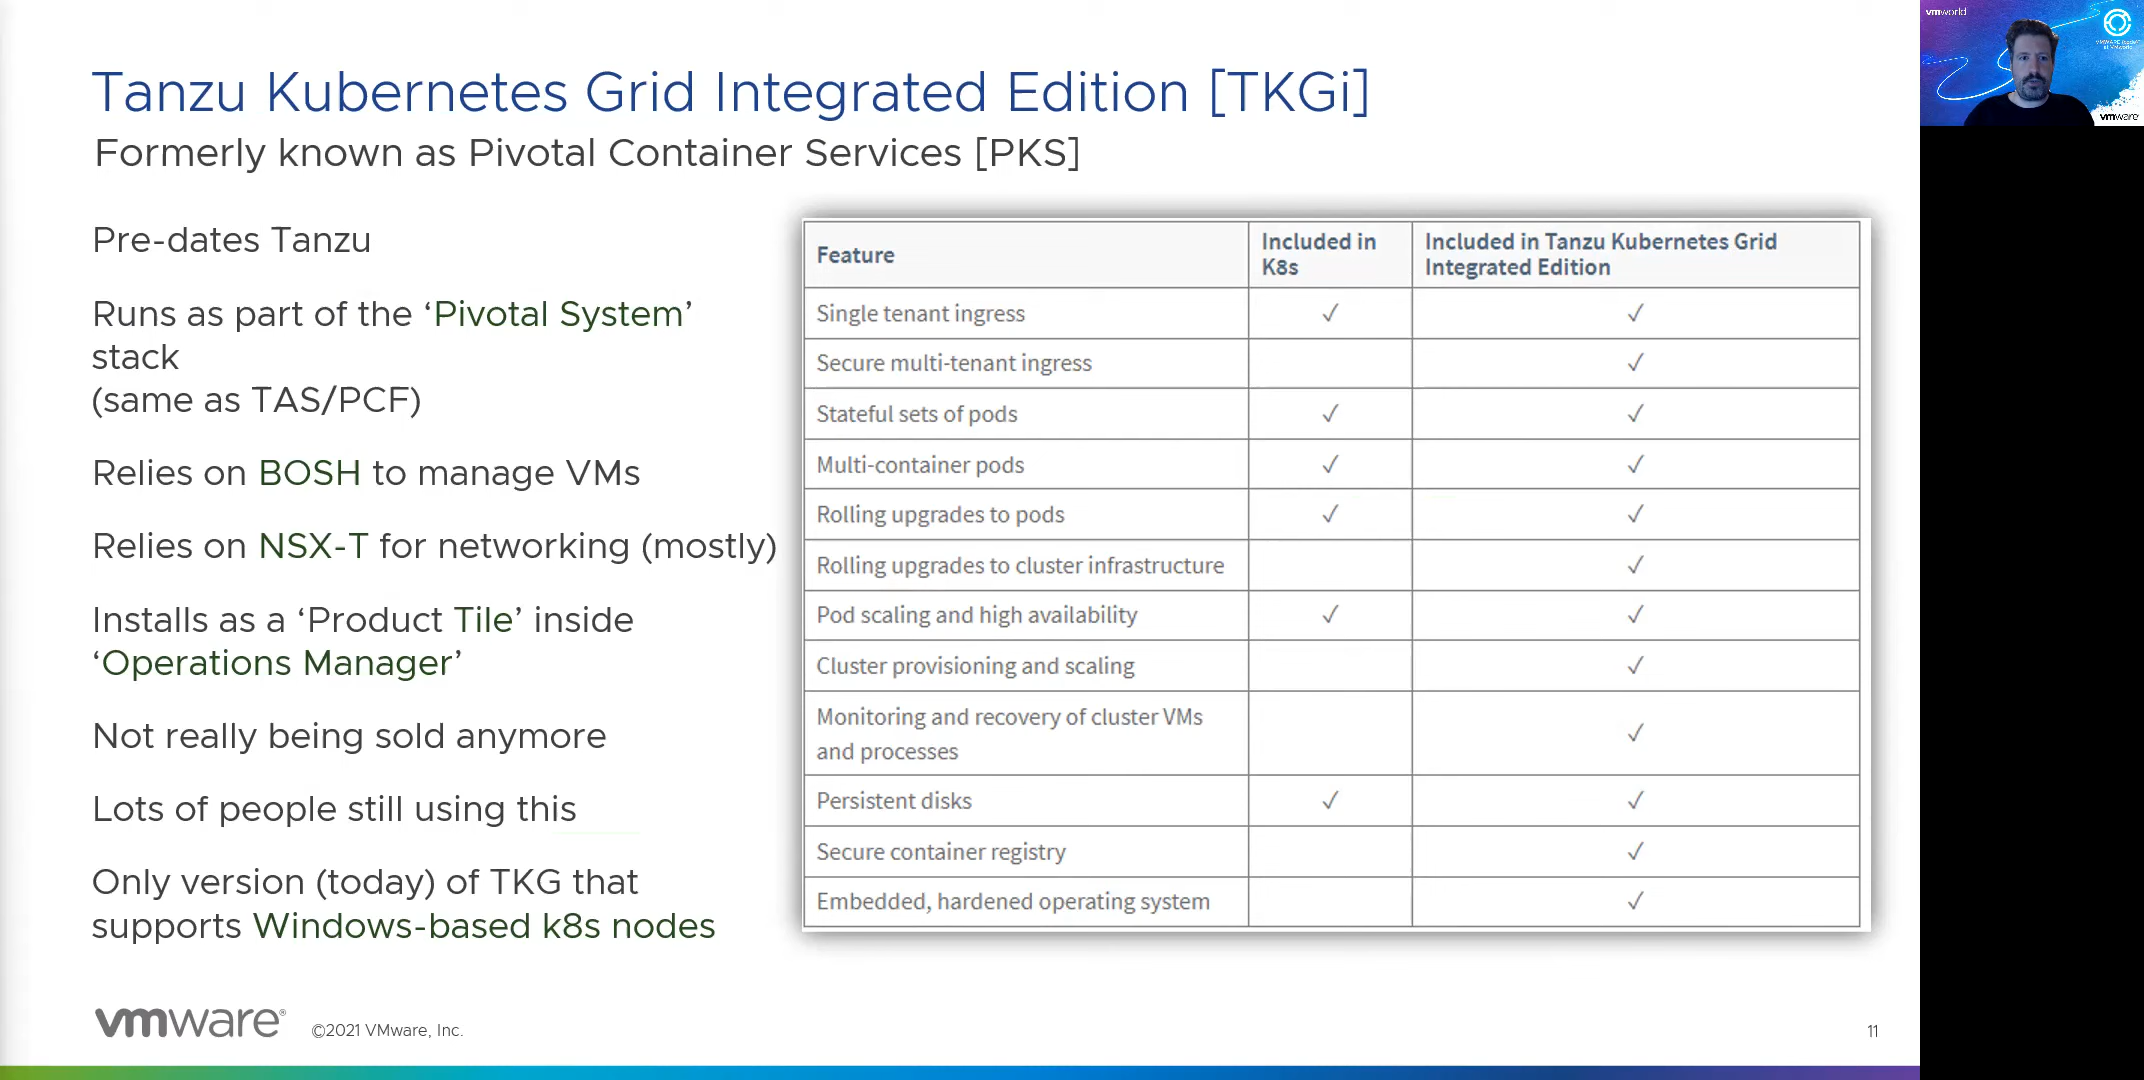 Tanzu Kubernetes Grid Integrated Edition [TKGi]
Formerly known as Pivotal Container Services [PKS]
Pre-dates Tanzu
Runs as part of the ‘Pivotal System’
stack
(same as TAS/PCF)
Relies on BOSH to manage VMs
Relies on NSX-T for networking (mostly)
Installs as a ‘Product Tile’ inside
‘Operations Manager’
Not really being sold anymore
Lots of people still using this
Only version (today) of TKG that
supports Windows-based k8s nodes
Feature
Included in
K8s
Included in Tanzu Kubernetes Grid
Integrated Edition
Single tenant ingress ✓ ✓
Secure multi-tenant ingress ✓
Stateful sets of pods ✓ ✓
Multi-container pods ✓ ✓
Rolling upgrades to pods ✓ ✓
Rolling upgrades to cluster infrastructure ✓
Pod scaling and high availability ✓ ✓
Cluster provisioning and scaling ✓
Monitoring and recovery of cluster VMs
and processes ✓
Persistent disks ✓ ✓
Secure container registry ✓
Embedded, hardened operating system ✓
vmware®
©2021 VMware, Inc.
11
vmworld
vmware